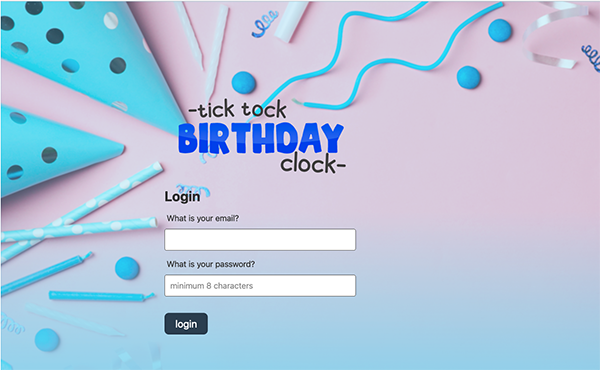 -tick tock
BIRTHDAY
clock-
Login
What is your email?
What is your password?
minimum 8 characters
login